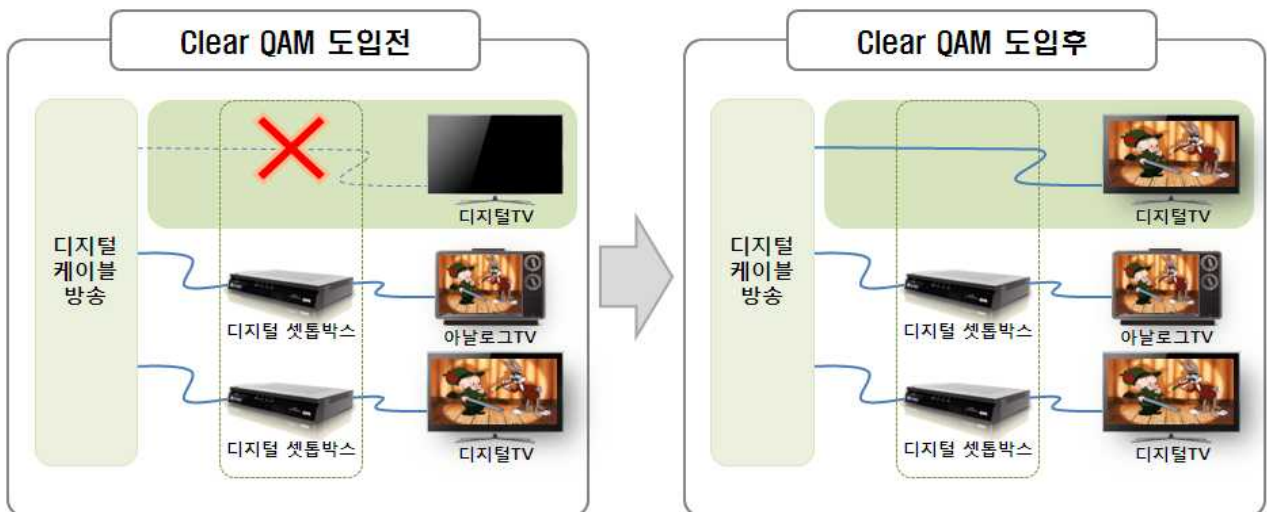 Clear QAM 도입전
디지털
케이블
방송
디지털TV
디지털 셋톱박스
아날로그TV
디지털 셋톱박스
디지털TV
Clear QAM 도입후
디지털
케이블
방송
디지털TV
디지털 셋톱박스
아날로그TV
디지털 셋톱박스
디지털TV